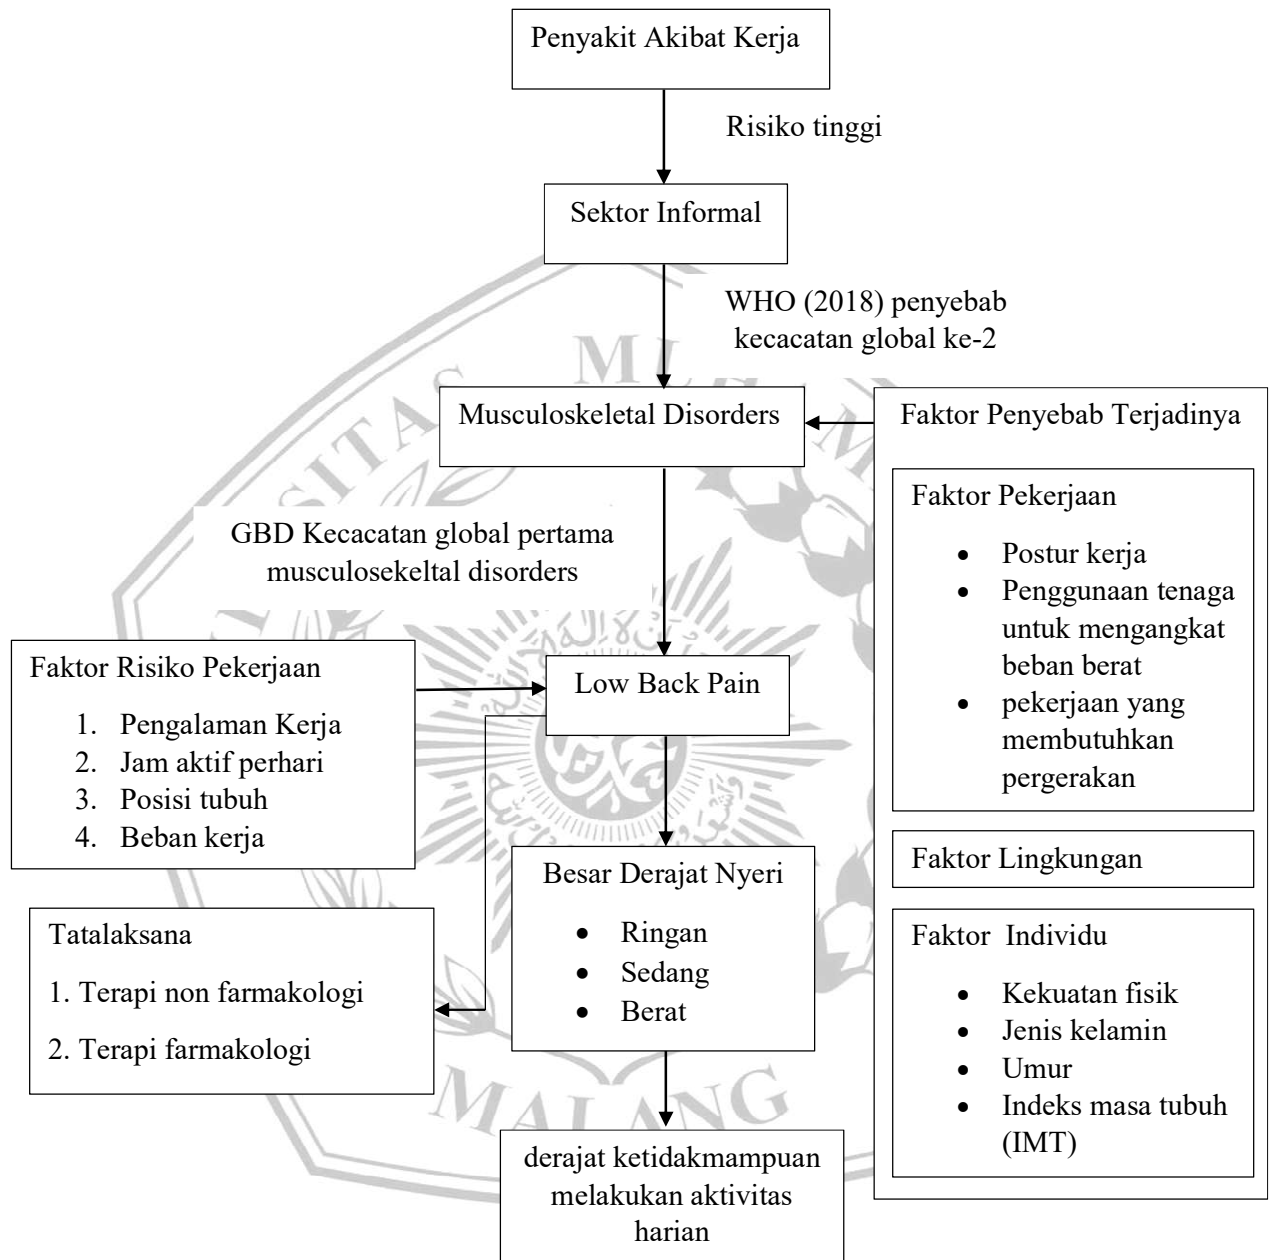 Penyakit Akibat Kerja
Risiko tinggi
Sektor Informal
WHO (2018) penyebab
kecacatan global ke-2
Musculoskeletal Disorders
Faktor Penyebab Terjadinya
Faktor Pekerjaan
• Postur kerja
• Penggunaan tenaga
untuk mengangkat
beban berat
• pekerjaan yang
membutuhkan
pergerakan
Faktor Lingkungan
Faktor Individu
• Kekuatan fisik
• Jenis kelamin
• Umur
• Indeks masa tubuh
(IMT)
GBD Kecacatan global pertama
musculosekeltal disorders
Faktor Risiko Pekerjaan
1. Pengalaman Kerja
2. Jam aktif perhari
3. Posisi tubuh
4. Beban kerja
Low Back Pain
Tatalaksana
1. Terapi non farmakologi
2. Terapi farmakologi
Besar Derajat Nyeri
• Ringan
• Sedang
• Berat
derajat ketidakmampuan
melakukan aktivitas
harian
MALANG